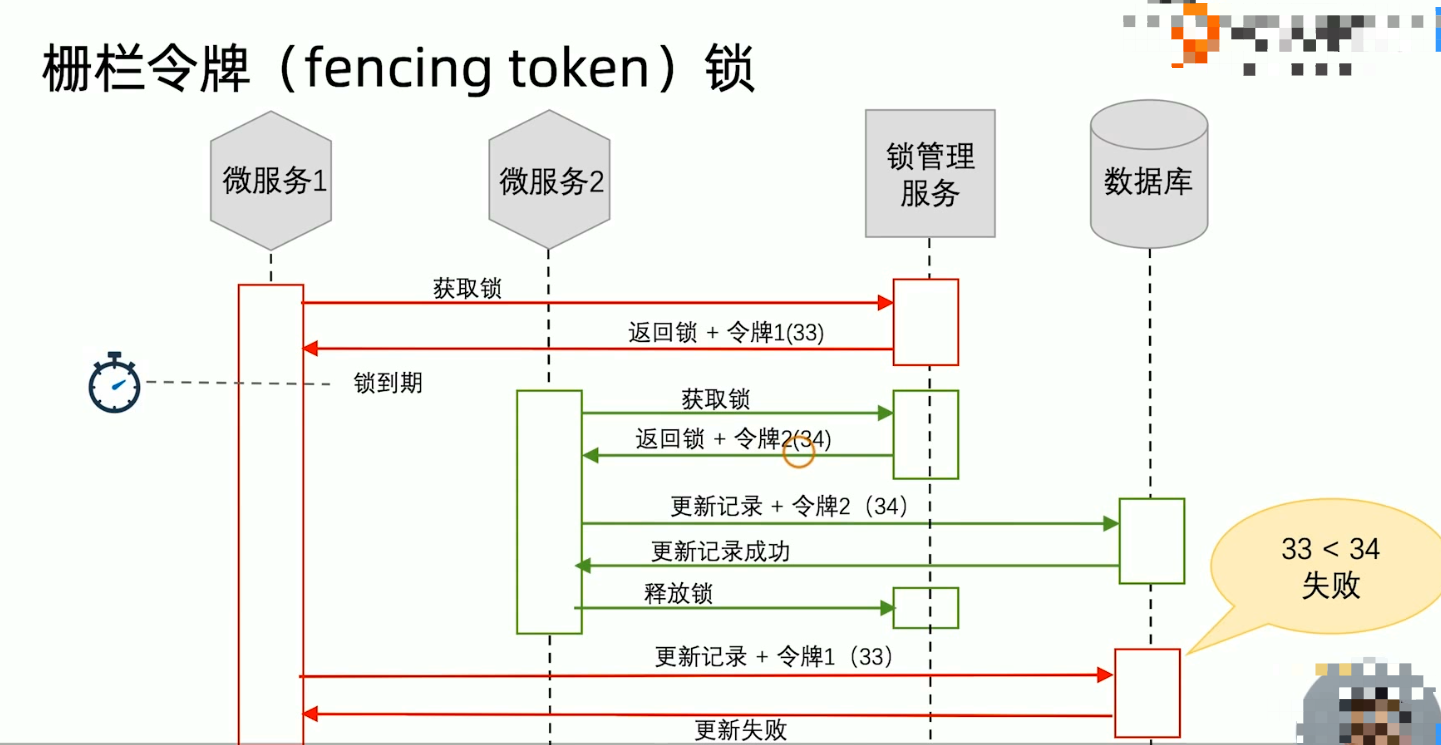 栅栏令牌（fencing token）锁
微服务1
微服务2
锁管理
服务
数据库
获取锁
返回锁 + 令牌1(33)
锁到期
获取锁
返回锁 + 令牌2(34)
更新记录 + 令牌2（34）
更新记录成功
33 < 34
失败
释放锁
更新记录 + 令牌1（33）
更新失败